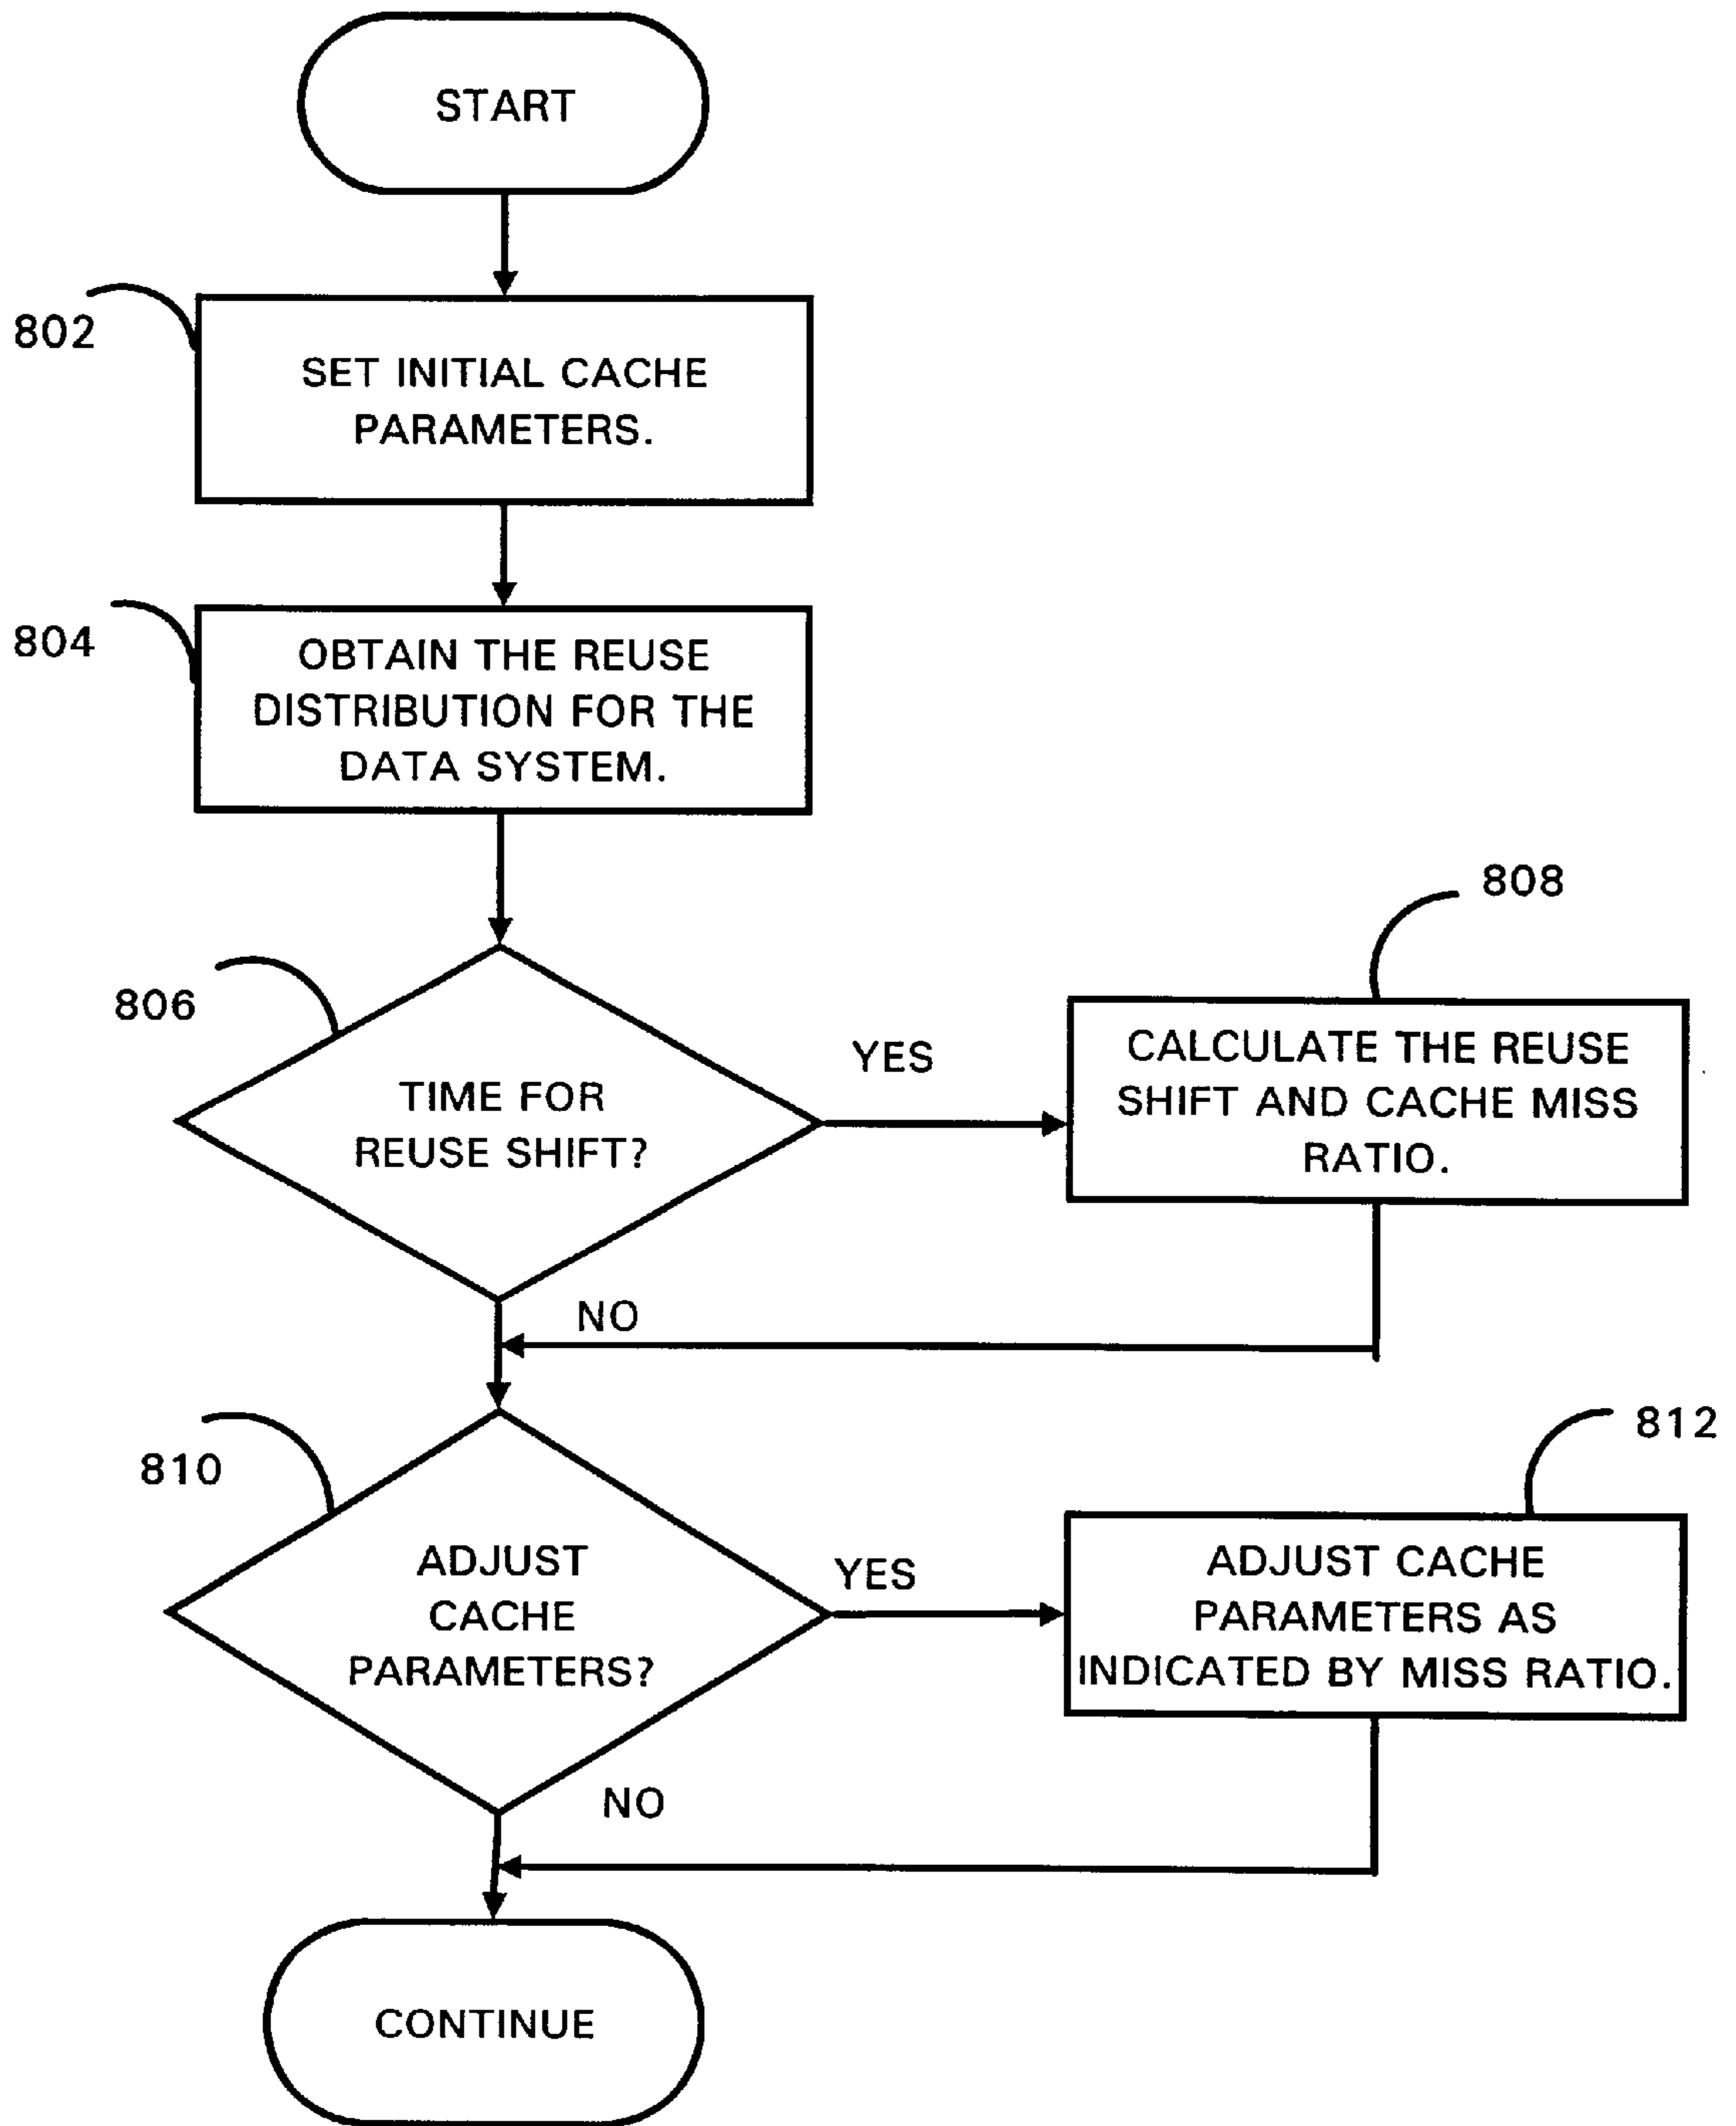 START
802
SET INITIAL CACHE
PARAMETERS.
804
OBTAIN THE REUSE
DISTRIBUTION FOR THE
DATA SYSTEM.
806
TIME FOR
REUSE SHIFT?
YES
808
CALCULATE THE REUSE
SHIFT AND CACHE MISS
RATIO.
NO
810
ADJUST
CACHE
PARAMETERS?
YES
812
ADJUST CACHE
PARAMETERS AS
INDICATED BY MISS RATIO.
NO
CONTINUE